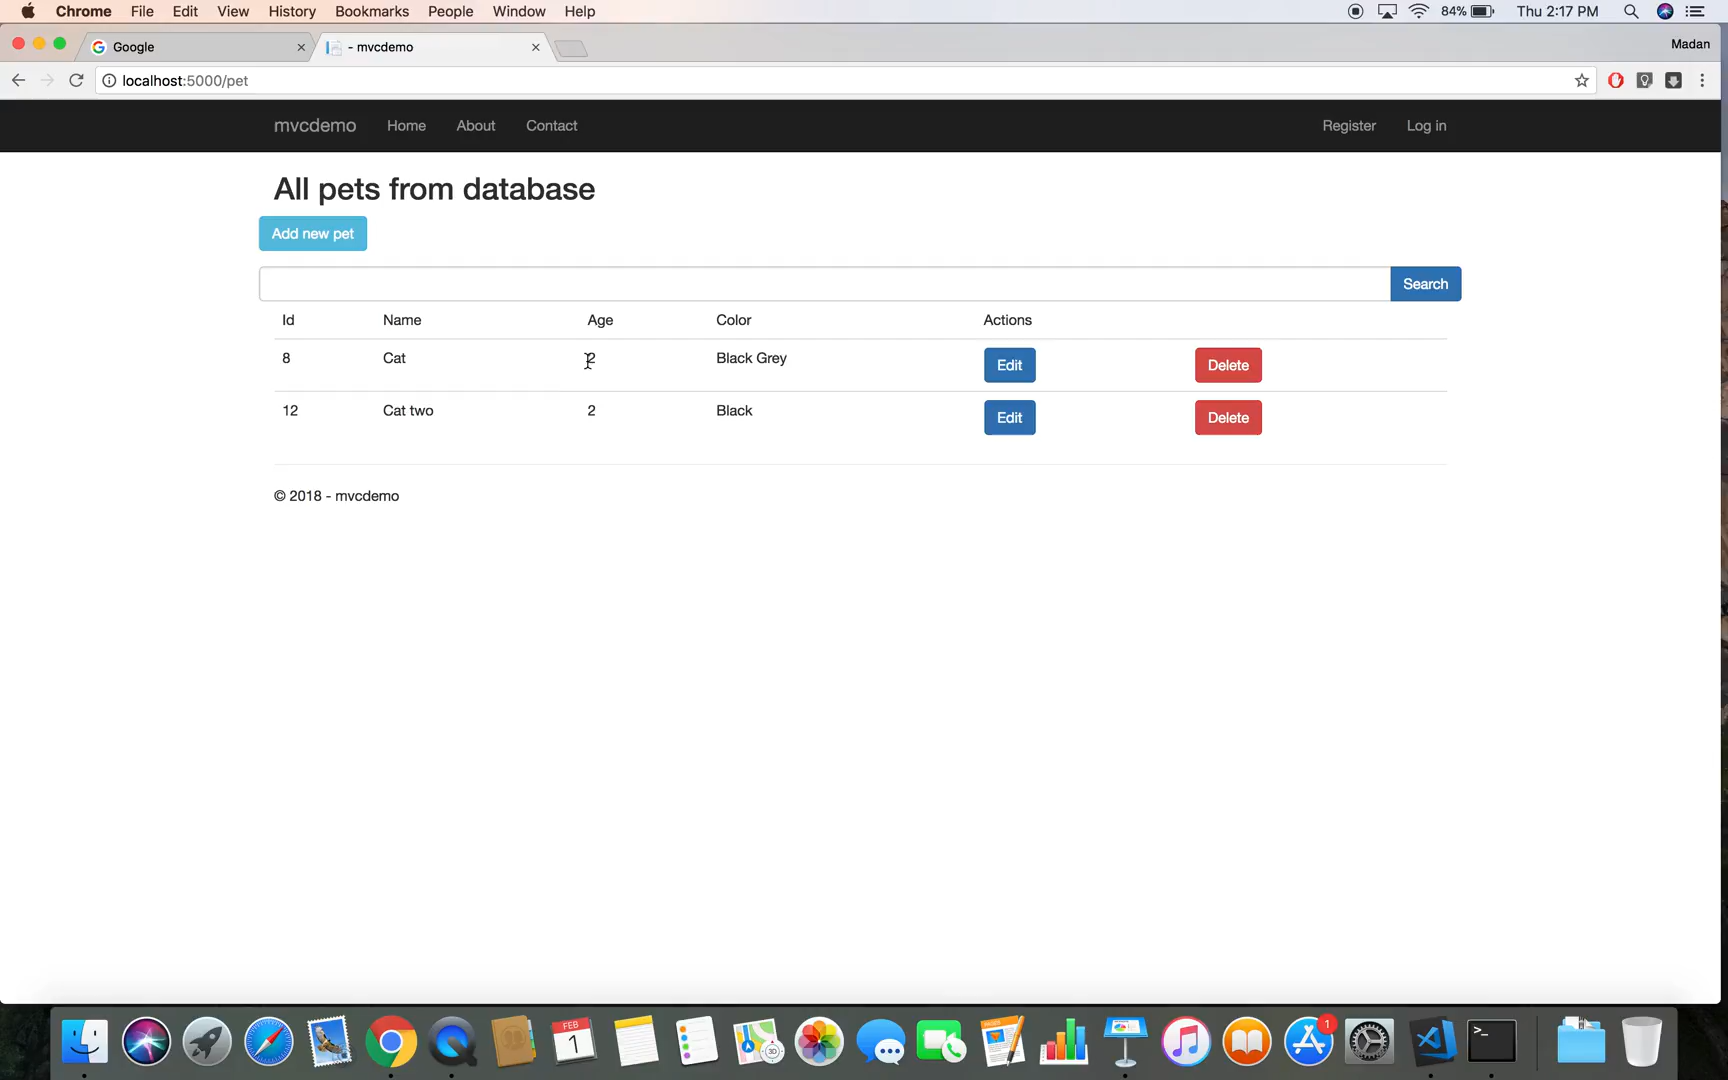 Chrome File Edit View History Bookmarks People Window Help 84% Thu 2:17 PM
Google - mvcdemo Madan
localhost:5000/pet
mvcdemo Home About Contact Register Log in
All pets from database
Add new pet
Search
Id Name Age Color Actions
8 Cat 2 Black Grey Edit Delete
12 Cat two 2 Black Edit Delete
© 2018 - mvcdemo
FEB
1
3D
1
>_